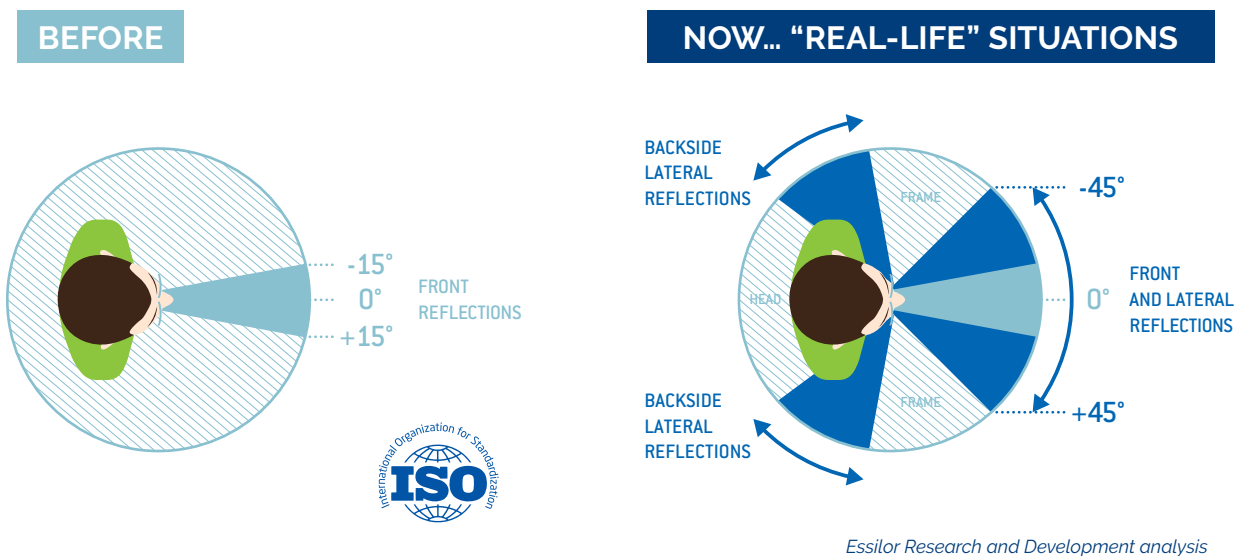 BEFORE
-15°
0°
+15°
FRONT
REFLECTIONS
International Organization for Standardization
ISO
NOW... “REAL-LIFE” SITUATIONS
BACKSIDE
LATERAL
REFLECTIONS
FRAME
-45°
HEAD
0°
FRONT
AND LATERAL
REFLECTIONS
FRAME
+45°
BACKSIDE
LATERAL
REFLECTIONS
Essilor Research and Development analysis